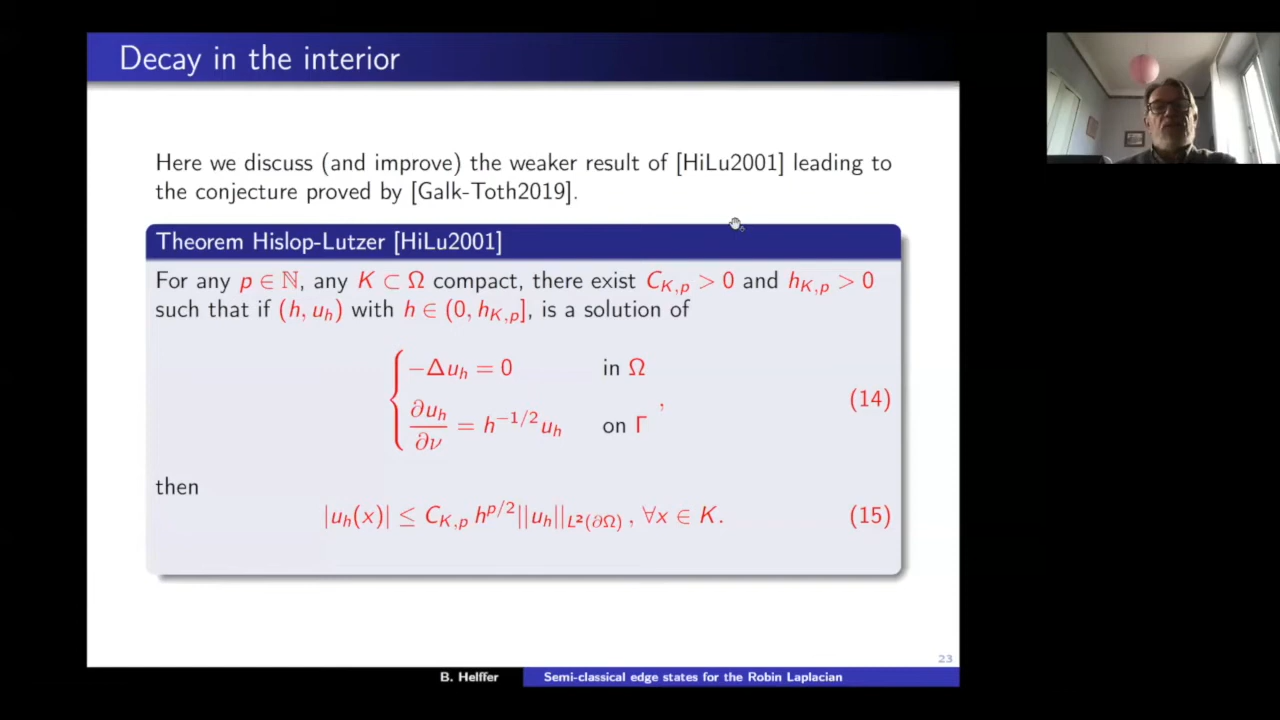 Decay in the interior
Here we discuss (and improve) the weaker result of [HiLu2001] leading to
the conjecture proved by [Galk-Toth2019].
Theorem Hislop-Lutzer [HiLu2001]
For any p ∈ ℕ, any K ⊂ Ω compact, there exist C_{K,p} > 0 and h_{K,p} > 0
such that if (h, u_h) with h ∈ (0, h_{K,p}], is a solution of
−Δu_h = 0 in Ω
∂u_h/∂ν = h^{−1/2} u_h on Γ , (14)
then
|u_h(x)| ≤ C_{K,p} h^{p/2} ||u_h||_{L²(∂Ω)} , ∀x ∈ K. (15)
23
B. Helffer Semi-classical edge states for the Robin Laplacian